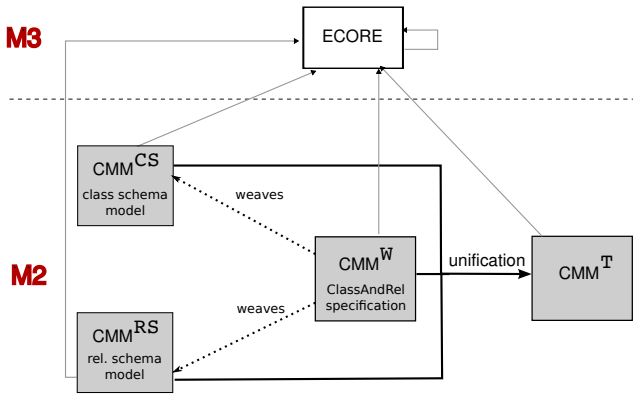 M3
ECORE
CMM^CS
class schema
model
weaves
M2
CMM^W
ClassAndRel
specification
unification
CMM^T
weaves
CMM^RS
rel. schema
model